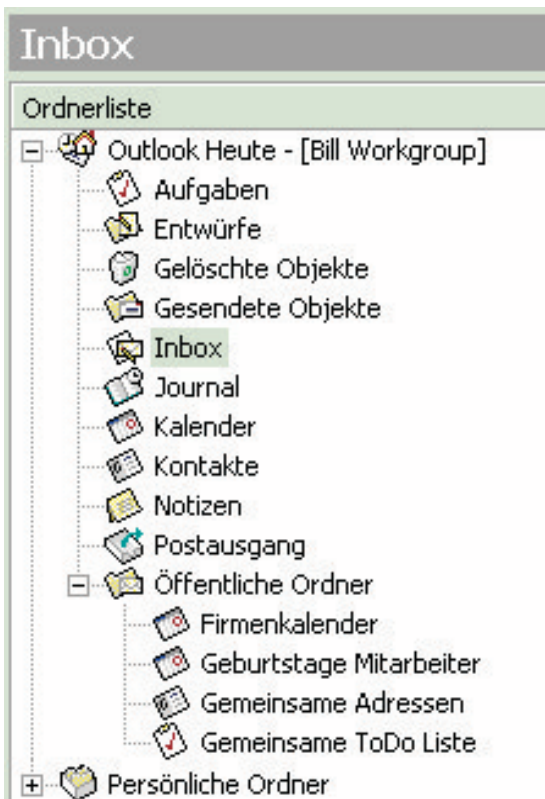 Inbox
Ordnerliste
Outlook Heute - [Bill Workgroup]
Aufgaben
Entwürfe
Gelöschte Objekte
Gesendete Objekte
Inbox
Journal
Kalender
Kontakte
Notizen
Postausgang
Öffentliche Ordner
Firmenkalender
Geburtstage Mitarbeiter
Gemeinsame Adressen
Gemeinsame ToDo Liste
Persönliche Ordner